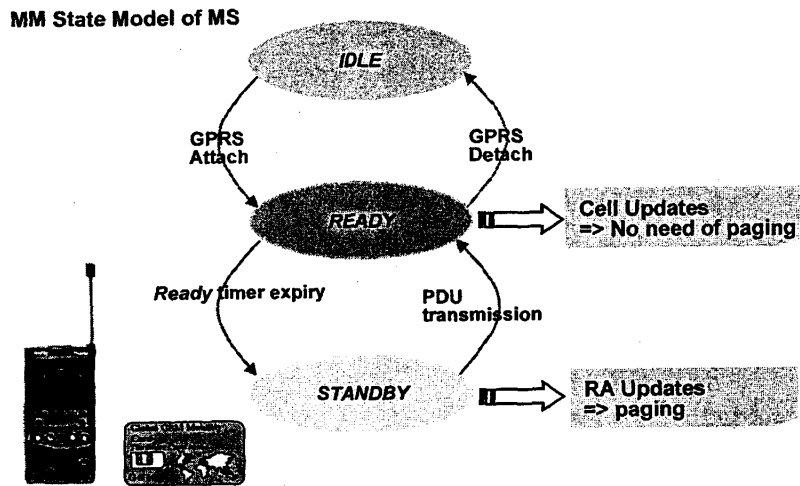 MM State Model of MS
IDLE
GPRS
Attach
GPRS
Detach
READY
Cell Updates
=> No need of paging
Ready timer expiry
PDU
transmission
STANDBY
RA Updates
=> paging